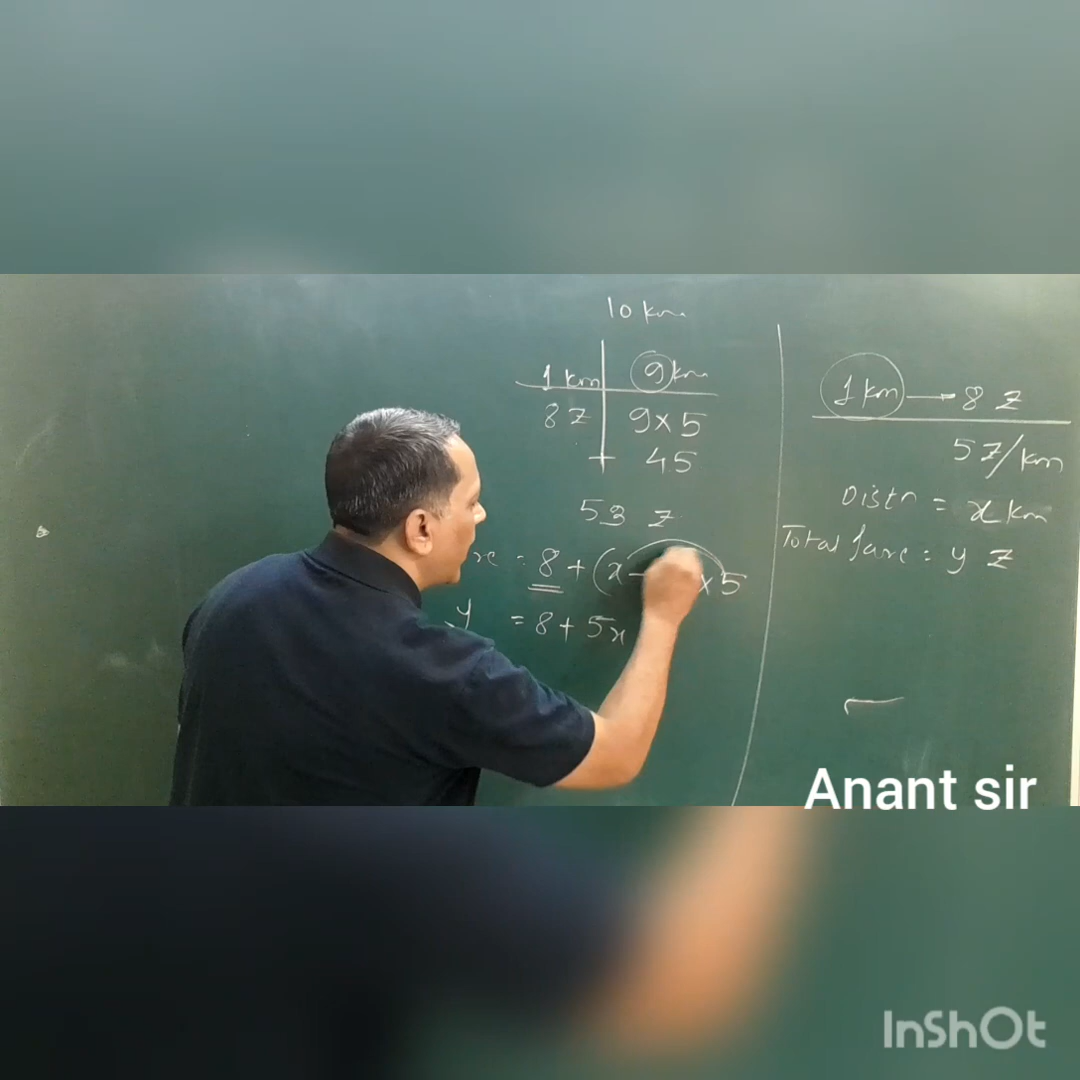 10 km
1 km 9 km
8 Z 9×5
+ 45
53 Z
= 8 + (x − ×5
y = 8 + 5x
1 km → 8 Z
5 Z/km
Distn = x km
Total fare = y Z
Anant sir
InShOt